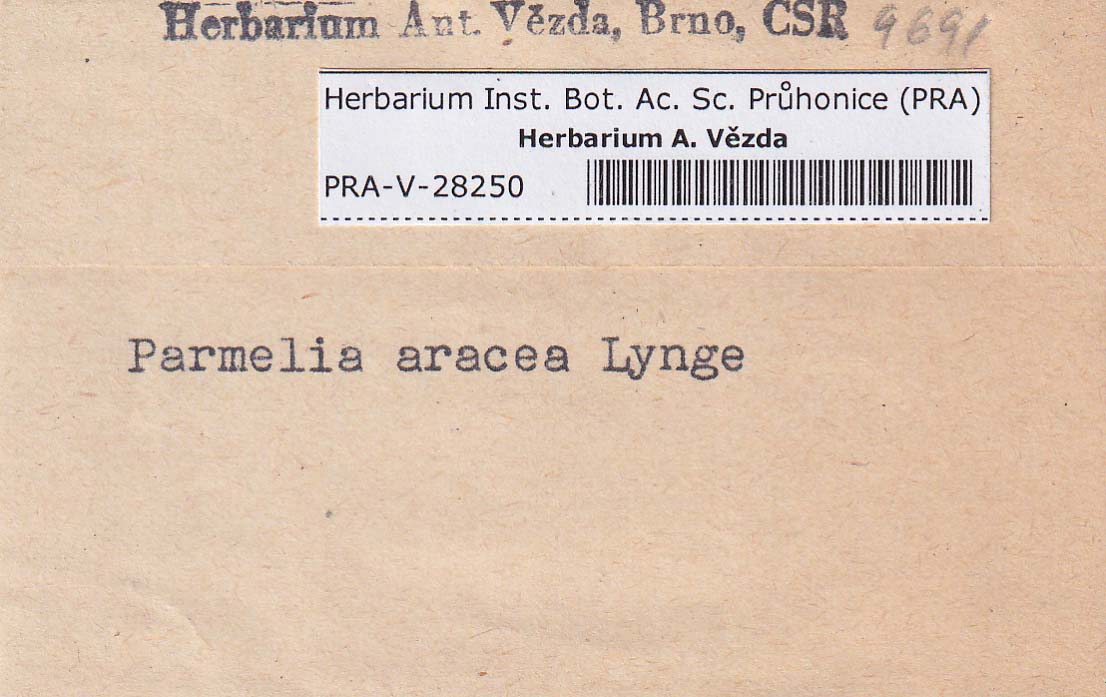 Herbarium Ant. Vězda, Brno, ČSR 9691
Herbarium Inst. Bot. Ac. Sc. Průhonice (PRA)
Herbarium A. Vězda
PRA-V-28250
Parmelia aracea Lynge